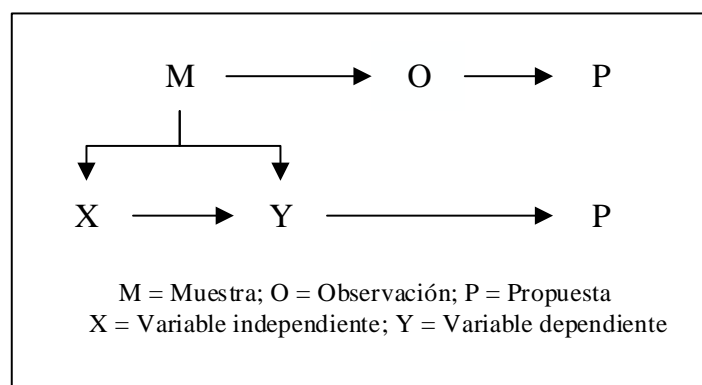 M O P
X Y P
M = Muestra; O = Observación; P = Propuesta
X = Variable independiente; Y = Variable dependiente